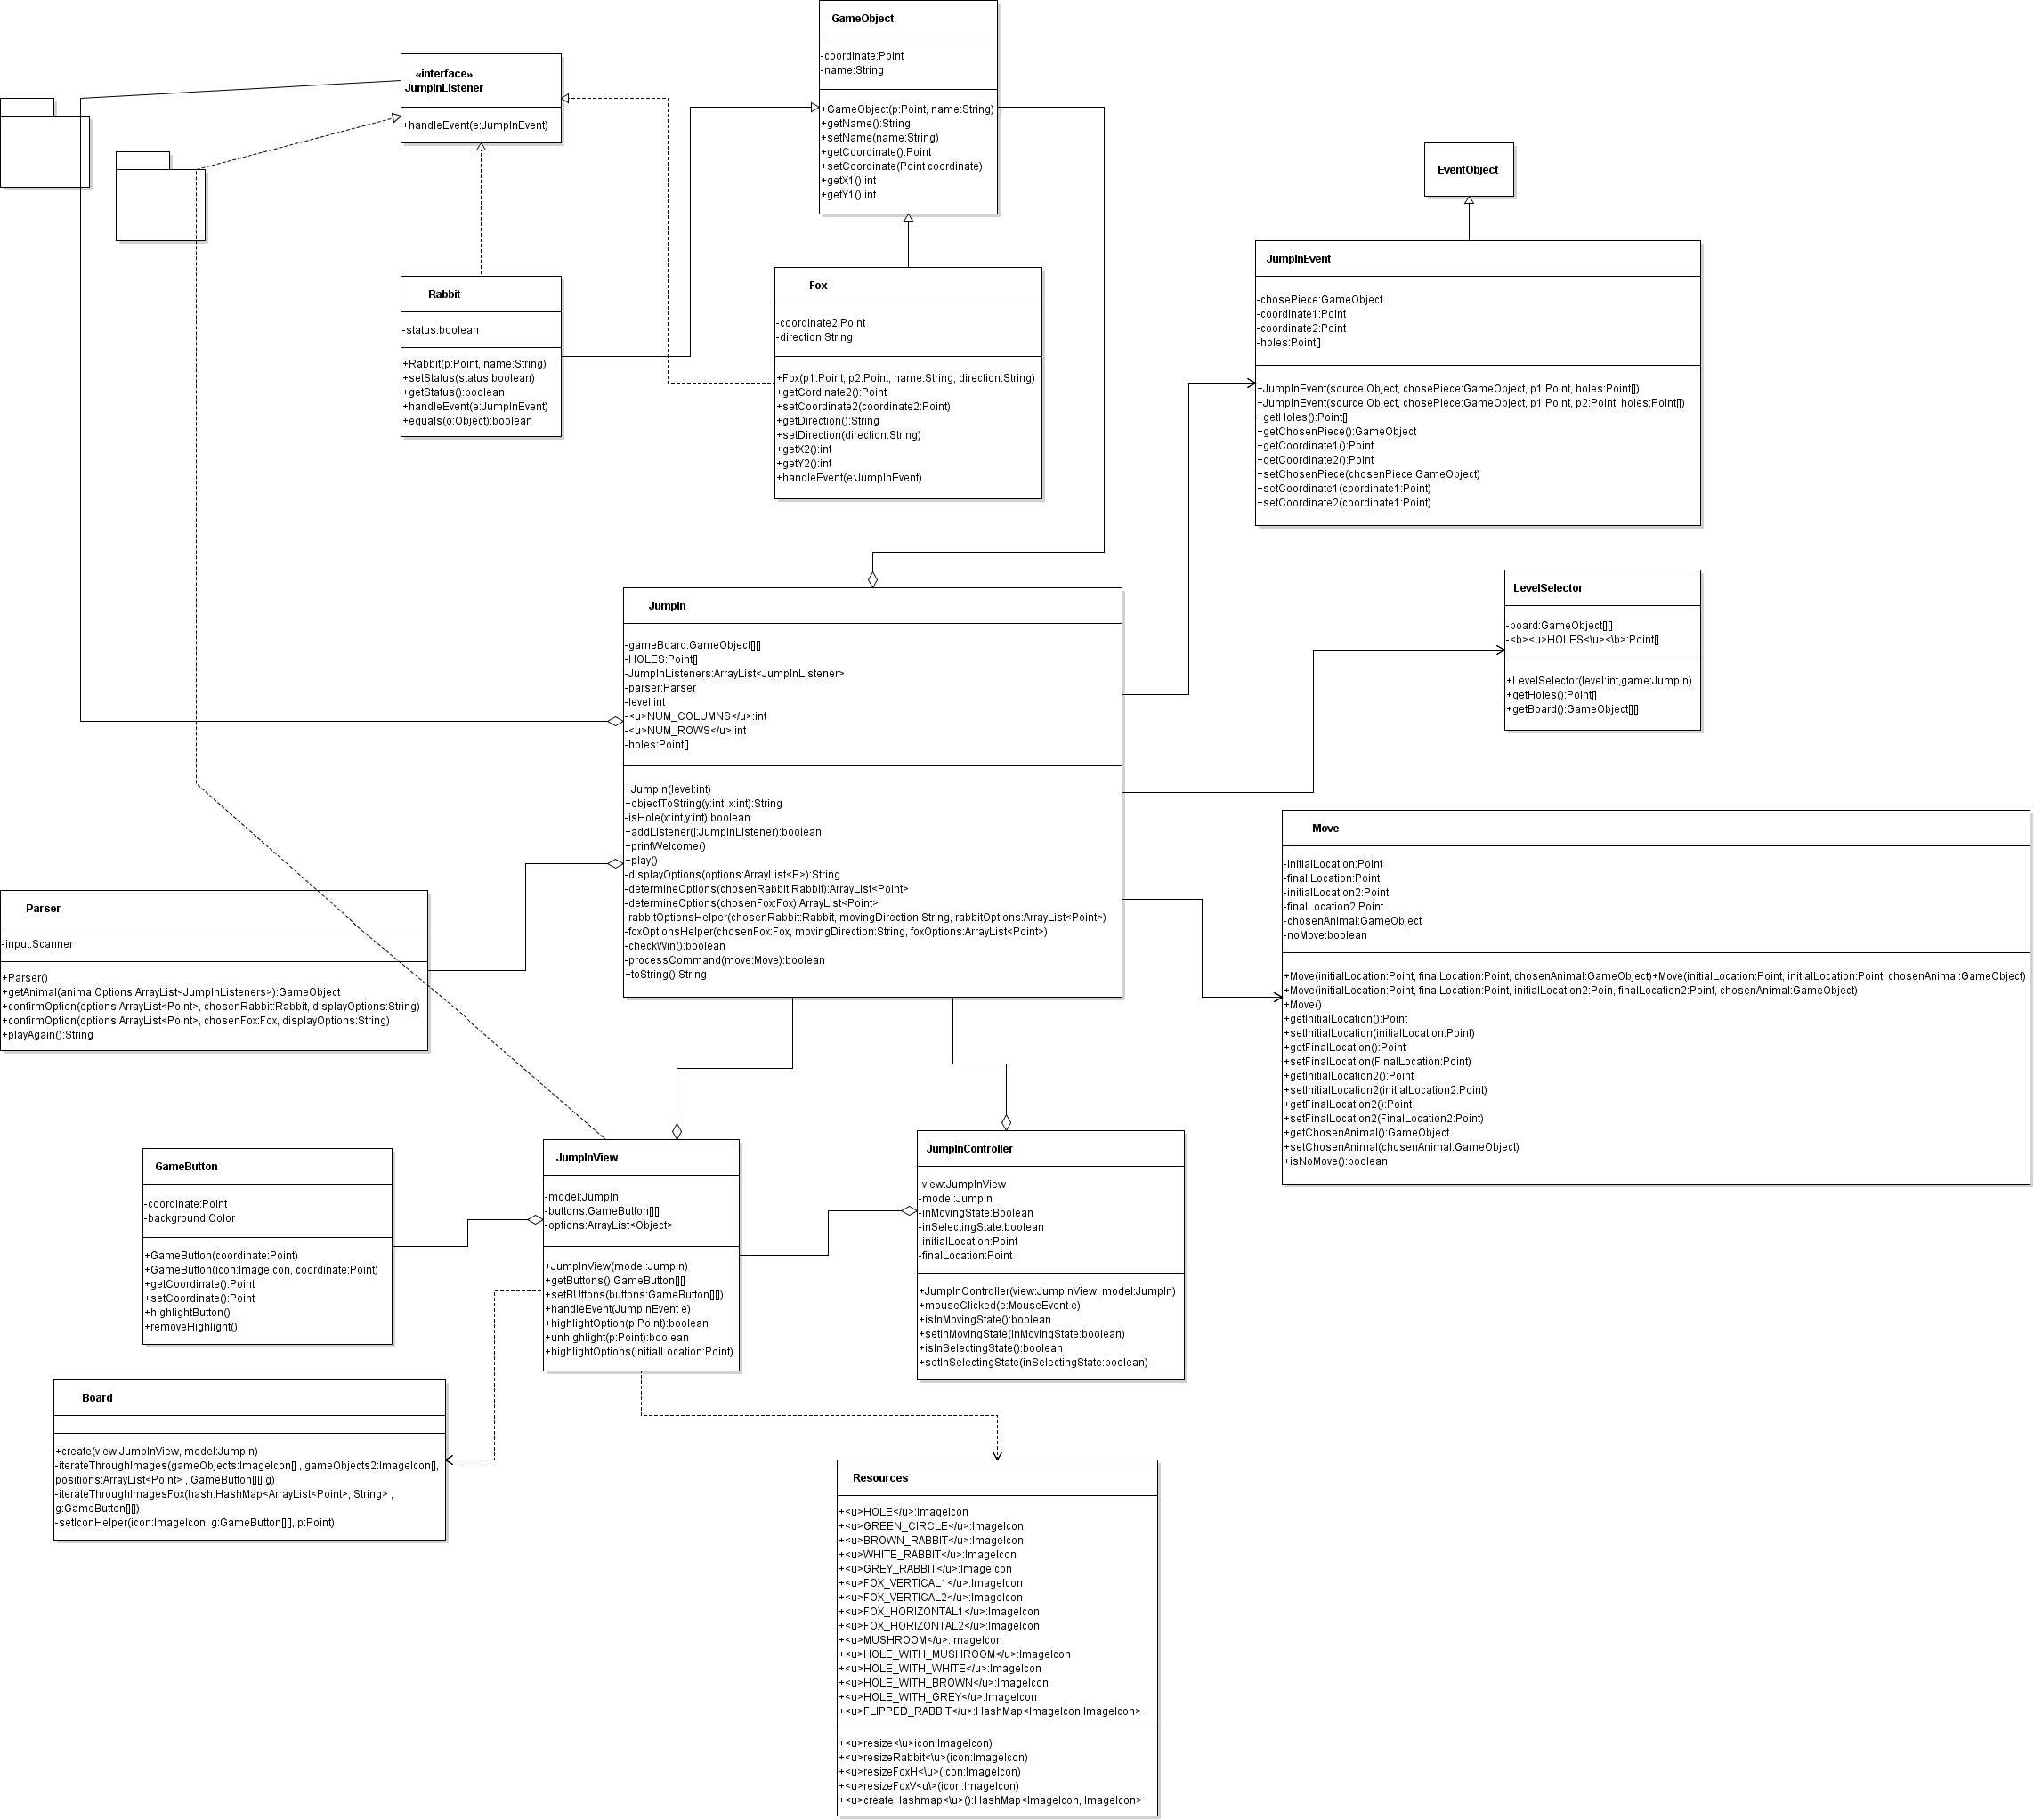 GameObject
-coordinate:Point
-name:String
+GameObject(p:Point, name:String)
+getName():String
+setName(name:String)
+getCoordinate():Point
+setCoordinate(Point coordinate)
+getX1():int
+getY1():int
«interface»
JumpInListener
+handleEvent(e:JumpInEvent)
EventObject
JumpInEvent
-chosePiece:GameObject
-coordinate1:Point
-coordinate2:Point
-holes:Point[]
+JumpInEvent(source:Object, chosePiece:GameObject, p1:Point, holes:Point[])
+JumpInEvent(source:Object, chosePiece:GameObject, p1:Point, p2:Point, holes:Point[])
+getHoles():Point[]
+getChosenPiece():GameObject
+getCoordinate1():Point
+getCoordinate2():Point
+setChosenPiece(chosenPiece:GameObject)
+setCoordinate1(coordinate1:Point)
+setCoordinate2(coordinate1:Point)
Rabbit
-status:boolean
+Rabbit(p:Point, name:String)
+setStatus(status:boolean)
+getStatus():boolean
+handleEvent(e:JumpInEvent)
+equals(o:Object):boolean
Fox
-coordinate2:Point
-direction:String
+Fox(p1:Point, p2:Point, name:String, direction:String)
+getCordinate2():Point
+setCoordinate2(coordinate2:Point)
+getDirection():String
+setDirection(direction:String)
+getX2():int
+getY2():int
+handleEvent(e:JumpInEvent)
LevelSelector
-board:GameObject[][]
-<b><u>HOLES<\u><\b>:Point[]
+LevelSelector(level:int,game:JumpIn)
+getHoles():Point[]
+getBoard():GameObject[][]
JumpIn
-gameBoard:GameObject[][]
-HOLES:Point[]
-JumpInListeners:ArrayList<JumpInListener>
-parser:Parser
-level:int
-<u>NUM_COLUMNS</u>:int
-<u>NUM_ROWS</u>:int
-holes:Point[]
+JumpIn(level:int)
+objectToString(y:int, x:int):String
-isHole(x:int,y:int):boolean
+addListener(j:JumpInListener):boolean
+printWelcome()
+play()
-displayOptions(options:ArrayList<E>):String
-determineOptions(chosenRabbit:Rabbit):ArrayList<Point>
-determineOptions(chosenFox:Fox):ArrayList<Point>
-rabbitOptionsHelper(chosenRabbit:Rabbit, movingDirection:String, rabbitOptions:ArrayList<Point>)
-foxOptionsHelper(chosenFox:Fox, movingDirection:String, foxOptions:ArrayList<Point>)
-checkWin():boolean
-processCommand(move:Move):boolean
+toString():String
Move
-initialLocation:Point
-finalILocation:Point
-initialLocation2:Point
-finalLocation2:Point
-chosenAnimal:GameObject
-noMove:boolean
+Move(initialLocation:Point, finalLocation:Point, chosenAnimal:GameObject)+Move(initialLocation:Point, initialLocation:Point, chosenAnimal:GameObject)
+Move(initialLocation:Point, finalLocation:Point, initialLocation2:Poin, finalLocation2:Point, chosenAnimal:GameObject)
+Move()
+getInitialLocation():Point
+setInitialLocation(initialLocation:Point)
+getFinalLocation():Point
+setFinalLocation(FinalLocation:Point)
+getInitialLocation2():Point
+setInitialLocation2(initialLocation2:Point)
+getFinalLocation2():Point
+setFinalLocation2(FinalLocation2:Point)
+getChosenAnimal():GameObject
+setChosenAnimal(chosenAnimal:GameObject)
+isNoMove():boolean
Parser
-input:Scanner
+Parser()
+getAnimal(animalOptions:ArrayList<JumpInListeners>):GameObject
+confirmOption(options:ArrayList<Point>, chosenRabbit:Rabbit, displayOptions:String)
+confirmOption(options:ArrayList<Point>, chosenFox:Fox, displayOptions:String)
+playAgain():String
GameButton
-coordinate:Point
-background:Color
+GameButton(coordinate:Point)
+GameButton(icon:ImageIcon, coordinate:Point)
+getCoordinate():Point
+setCoordinate():Point
+highlightButton()
+removeHighlight()
JumpInView
-model:JumpIn
-buttons:GameButton[][]
-options:ArrayList<Object>
+JumpInView(model:JumpIn)
+getButtons():GameButton[][]
+setBUttons(buttons:GameButton[][])
+handleEvent(JumpInEvent e)
+highlightOption(p:Point):boolean
+unhighlight(p:Point):boolean
+highlightOptions(initialLocation:Point)
JumpInController
-view:JumpInView
-model:JumpIn
-inMovingState:Boolean
-inSelectingState:boolean
-initialLocation:Point
-finalLocation:Point
+JumpInController(view:JumpInView, model:JumpIn)
+mouseClicked(e:MouseEvent e)
+isInMovingState():boolean
+setInMovingState(inMovingState:boolean)
+isInSelectingState():boolean
+setInSelectingState(inSelectingState:boolean)
Board
+create(view:JumpInView, model:JumpIn)
-iterateThroughImages(gameObjects:ImageIcon[] , gameObjects2:ImageIcon[],
positions:ArrayList<Point> , GameButton[][] g)
-iterateThroughImagesFox(hash:HashMap<ArrayList<Point>, String> ,
g:GameButton[][])
-setIconHelper(icon:ImageIcon, g:GameButton[][], p:Point)
Resources
+<u>HOLE</u>:ImageIcon
+<u>GREEN_CIRCLE</u>:ImageIcon
+<u>BROWN_RABBIT</u>:ImageIcon
+<u>WHITE_RABBIT</u>:ImageIcon
+<u>GREY_RABBIT</u>:ImageIcon
+<u>FOX_VERTICAL1</u>:ImageIcon
+<u>FOX_VERTICAL2</u>:ImageIcon
+<u>FOX_HORIZONTAL1</u>:ImageIcon
+<u>FOX_HORIZONTAL2</u>:ImageIcon
+<u>MUSHROOM</u>:ImageIcon
+<u>HOLE_WITH_MUSHROOM</u>:ImageIcon
+<u>HOLE_WITH_WHITE</u>:ImageIcon
+<u>HOLE_WITH_BROWN</u>:ImageIcon
+<u>HOLE_WITH_GREY</u>:ImageIcon
+<u>FLIPPED_RABBIT</u>:HashMap<ImageIcon,ImageIcon>
+<u>resize<\u>icon:ImageIcon)
+<u>resizeRabbit<\u>(icon:ImageIcon)
+<u>resizeFoxH<\u>(icon:ImageIcon)
+<u>resizeFoxV<u\>(icon:ImageIcon)
+<u>createHashmap<\u>():HashMap<ImageIcon, ImageIcon>